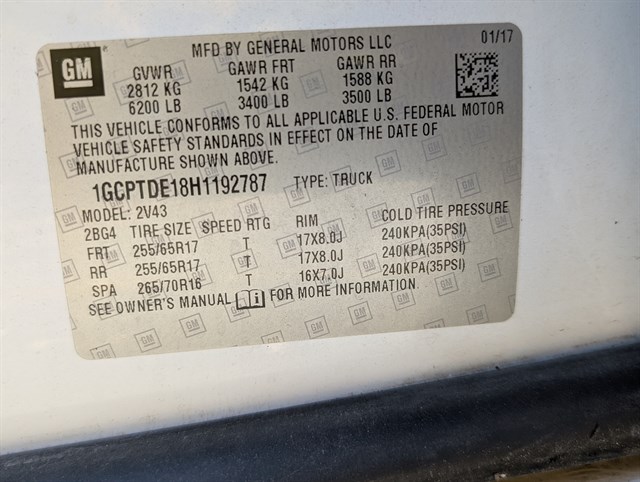 GM
MFD BY GENERAL MOTORS LLC 01/17
GVWR GAWR FRT GAWR RR
2812 KG 1542 KG 1588 KG
6200 LB 3400 LB 3500 LB
THIS VEHICLE CONFORMS TO ALL APPLICABLE U.S. FEDERAL MOTOR
VEHICLE SAFETY STANDARDS IN EFFECT ON THE DATE OF
MANUFACTURE SHOWN ABOVE.
1GCPTDE18H1192787 TYPE: TRUCK
MODEL: 2V43
2BG4 TIRE SIZE SPEED RTG RIM COLD TIRE PRESSURE
FRT 255/65R17 T 17X8.0J 240KPA(35PSI)
RR 255/65R17 T 17X8.0J 240KPA(35PSI)
SPA 265/70R16 T 16X7.0J 240KPA(35PSI)
SEE OWNER'S MANUAL i FOR MORE INFORMATION